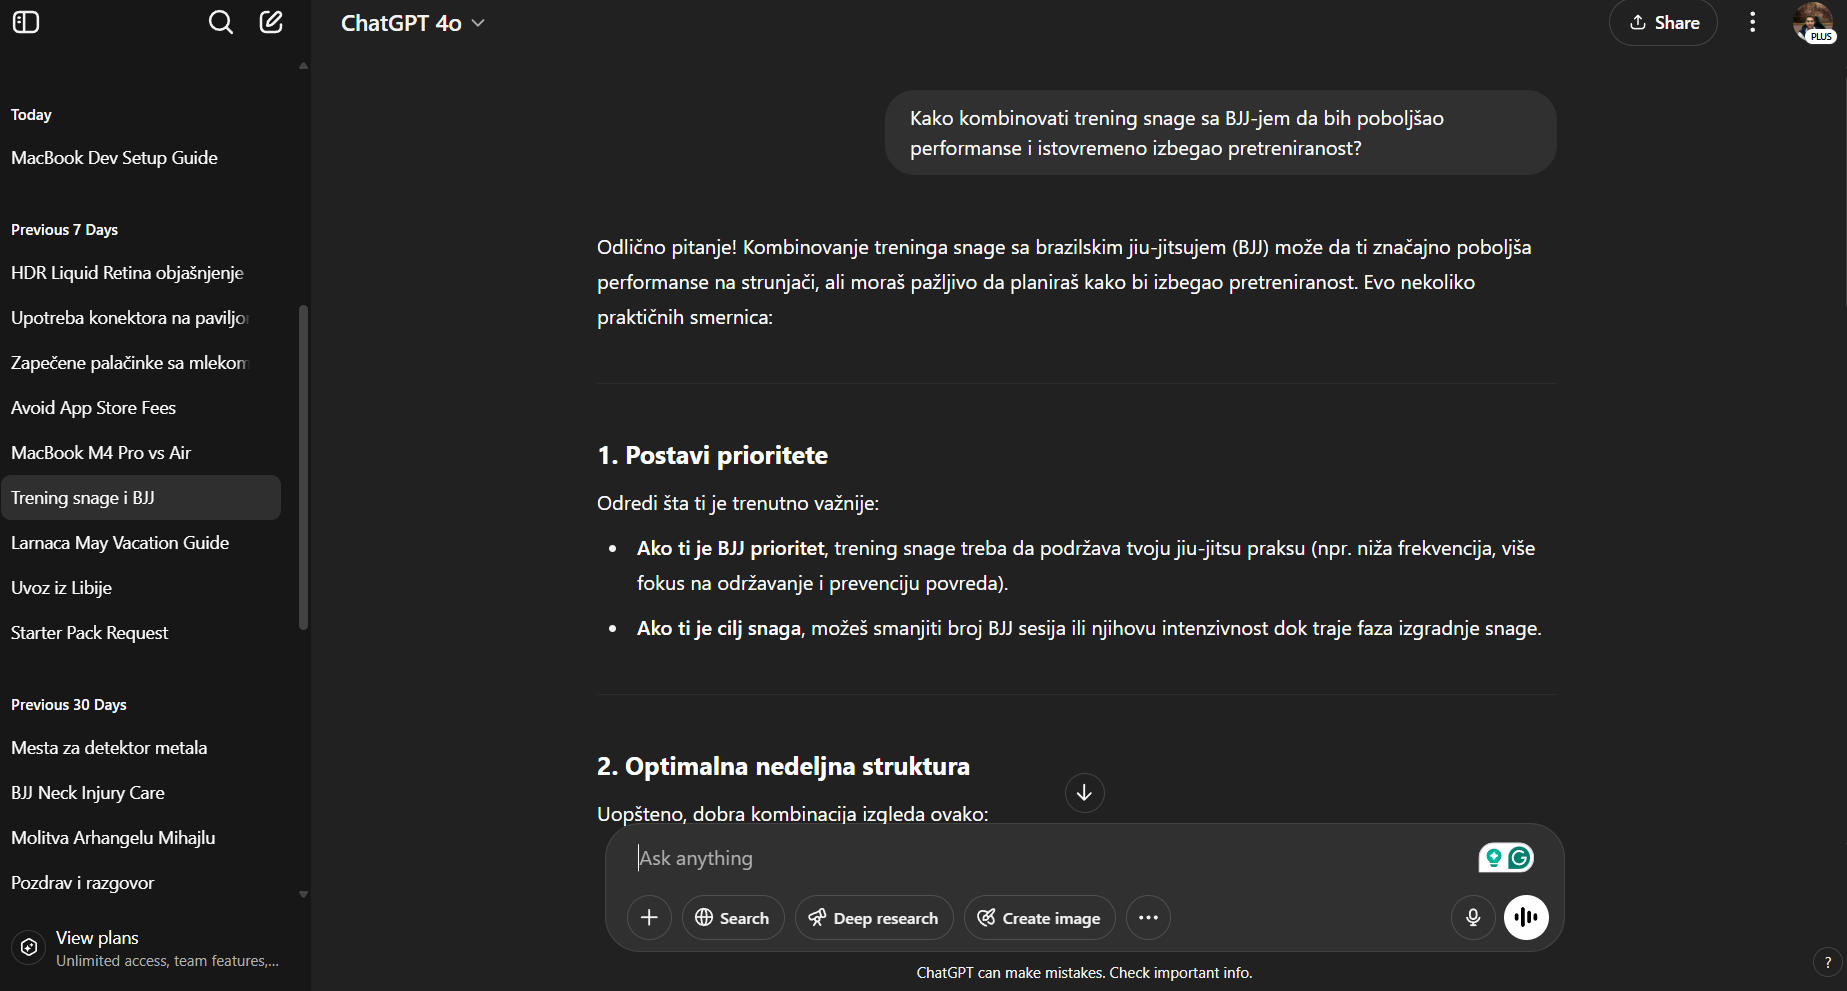 ChatGPT 4o
Share
PLUS
Today
MacBook Dev Setup Guide
Previous 7 Days
HDR Liquid Retina objašnjenje
Upotreba konektora na paviljo
Zapečene palačinke sa mlekom
Avoid App Store Fees
MacBook M4 Pro vs Air
Trening snage i BJJ
Larnaca May Vacation Guide
Uvoz iz Libije
Starter Pack Request
Previous 30 Days
Mesta za detektor metala
BJJ Neck Injury Care
Molitva Arhangelu Mihajlu
Pozdrav i razgovor
View plans
Unlimited access, team features,...
Kako kombinovati trening snage sa BJJ-jem da bih poboljšao
performanse i istovremeno izbegao pretreniranost?
Odlično pitanje! Kombinovanje treninga snage sa brazilskim jiu-jitsujem (BJJ) može da ti značajno poboljša
performanse na strunjači, ali moraš pažljivo da planiraš kako bi izbegao pretreniranost. Evo nekoliko
praktičnih smernica:
1. Postavi prioritete
Odredi šta ti je trenutno važnije:
• Ako ti je BJJ prioritet, trening snage treba da podržava tvoju jiu-jitsu praksu (npr. niža frekvencija, više
fokus na održavanje i prevenciju povreda).
• Ako ti je cilj snaga, možeš smanjiti broj BJJ sesija ili njihovu intenzivnost dok traje faza izgradnje snage.
2. Optimalna nedeljna struktura
Uopšteno, dobra kombinacija izgleda ovako:
Ask anything
Search
Deep research
Create image
ChatGPT can make mistakes. Check important info.
?